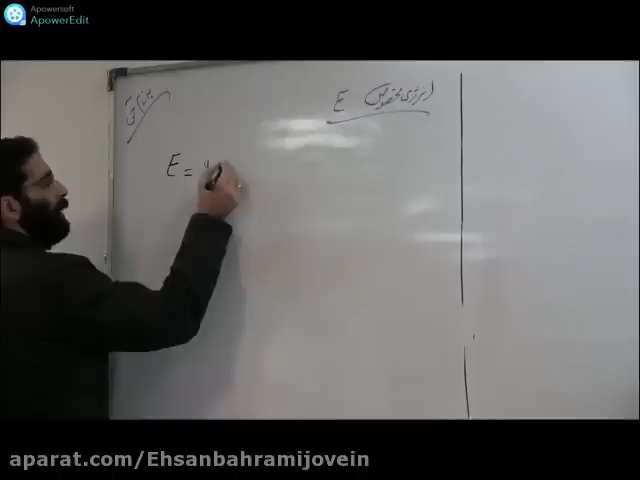 Apowersoft
ApowerEdit
انرژی مخصوص E
E = y
aparat.com/Ehsanbahramijovein